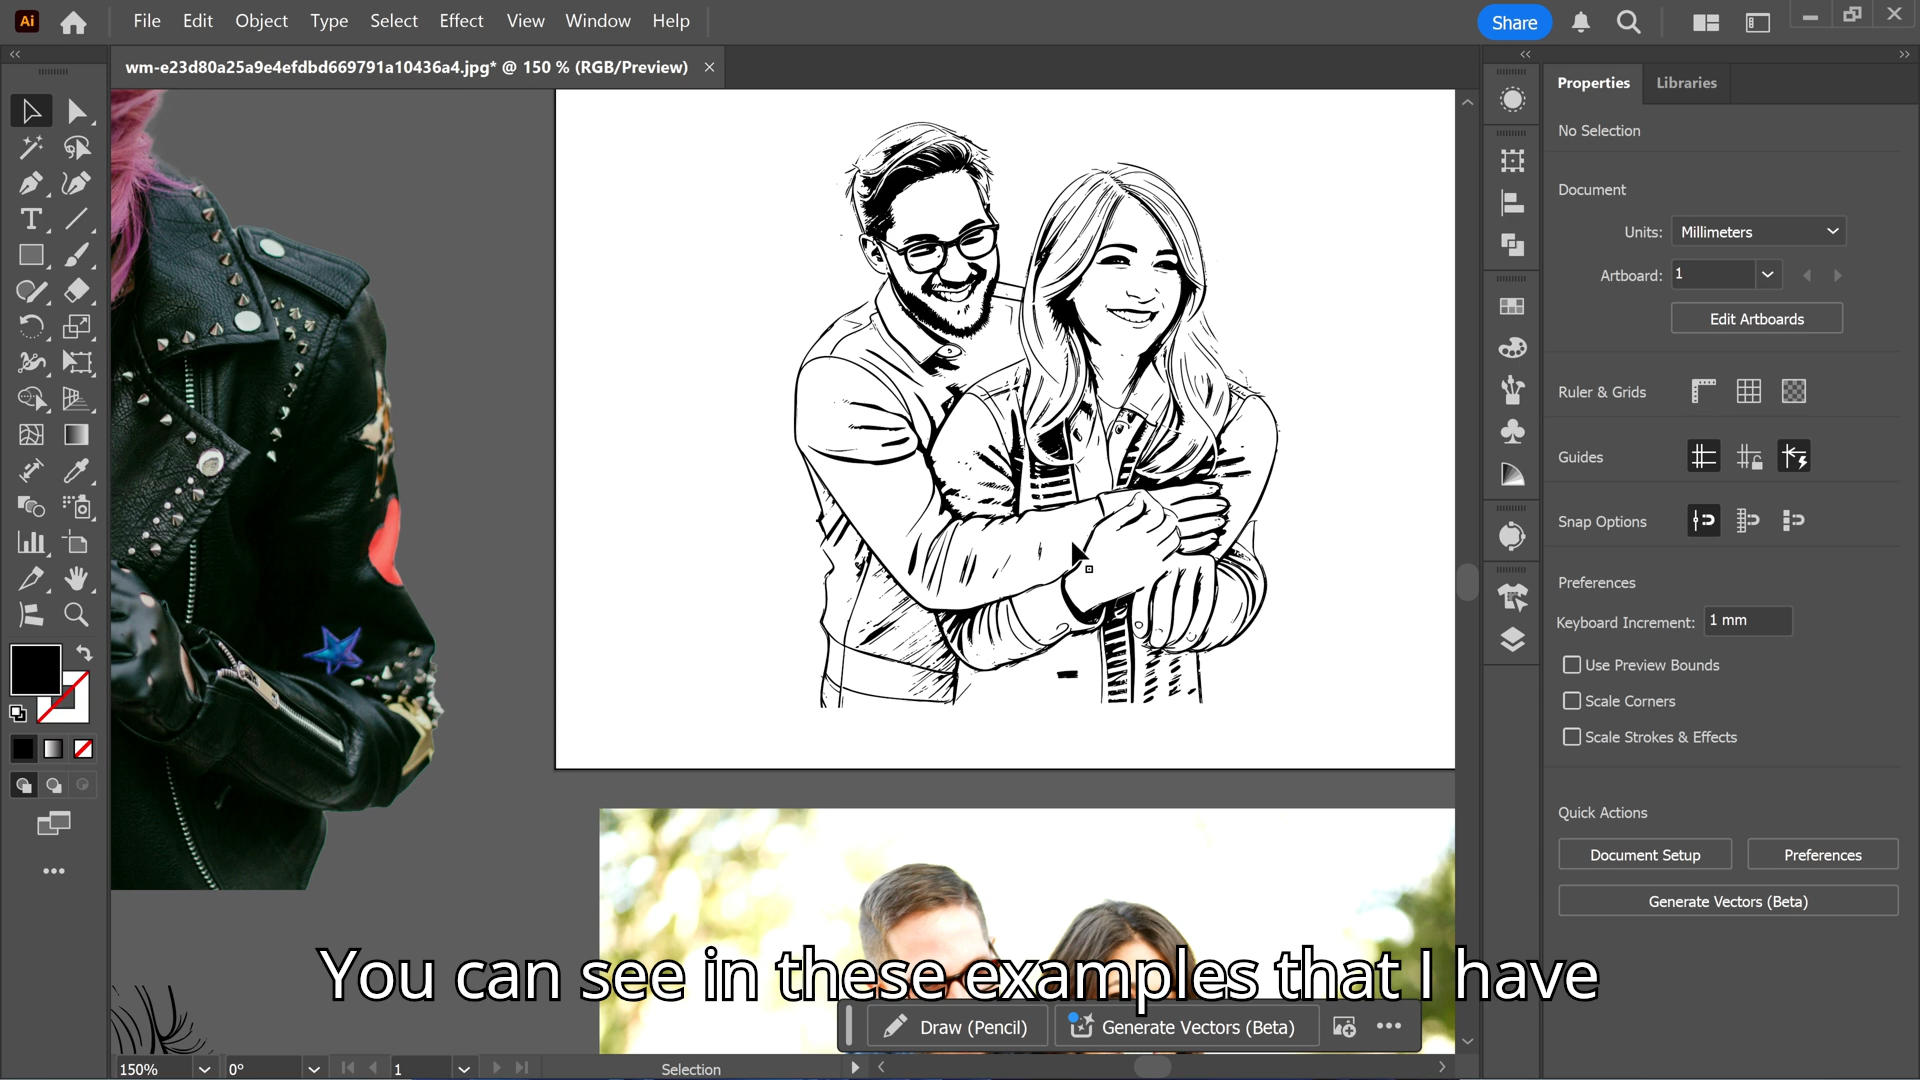 Ai File Edit Object Type Select Effect View Window Help Share
wm-e23d80a25a9e4efdbd669791a10436a4.jpg* @ 150 % (RGB/Preview)
Properties Libraries
No Selection
Document
Units: Millimeters
Artboard: 1
Edit Artboards
Ruler & Grids
Guides
Snap Options
Preferences
Keyboard Increment: 1 mm
Use Preview Bounds
Scale Corners
Scale Strokes & Effects
Quick Actions
Document Setup Preferences
Generate Vectors (Beta)
You can see in these examples that I have
Draw (Pencil) Generate Vectors (Beta)
150% 0° 1 Selection